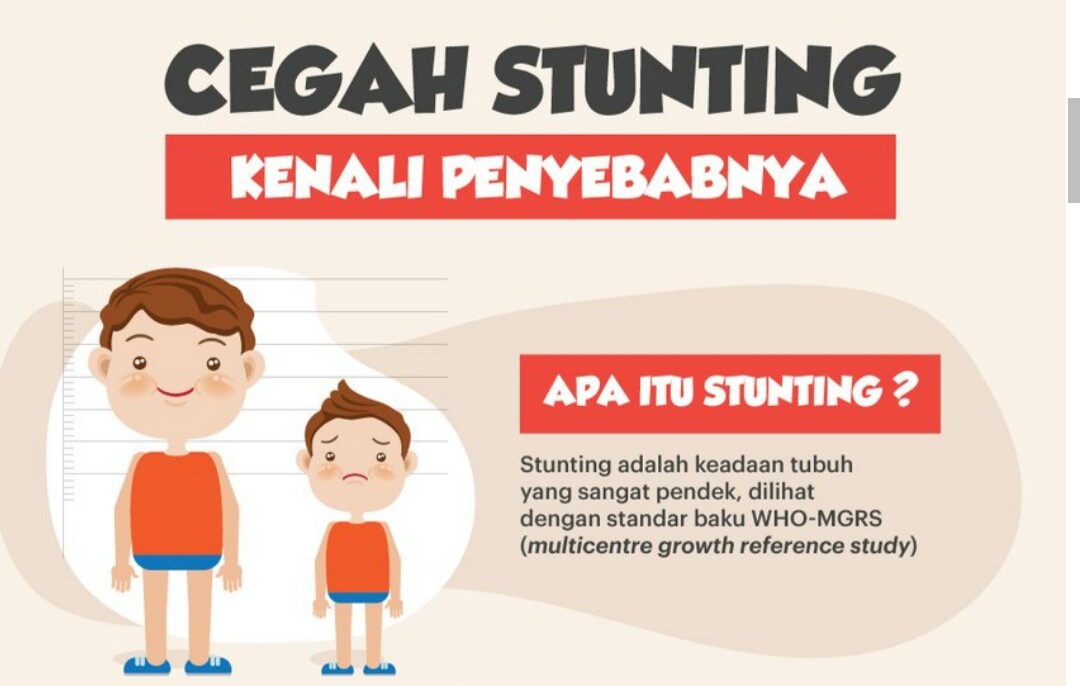 CEGAH STUNTING
KENALI PENYEBABNYA
APA ITU STUNTING ?
Stunting adalah keadaan tubuh
yang sangat pendek, dilihat
dengan standar baku WHO-MGRS
(multicentre growth reference study)